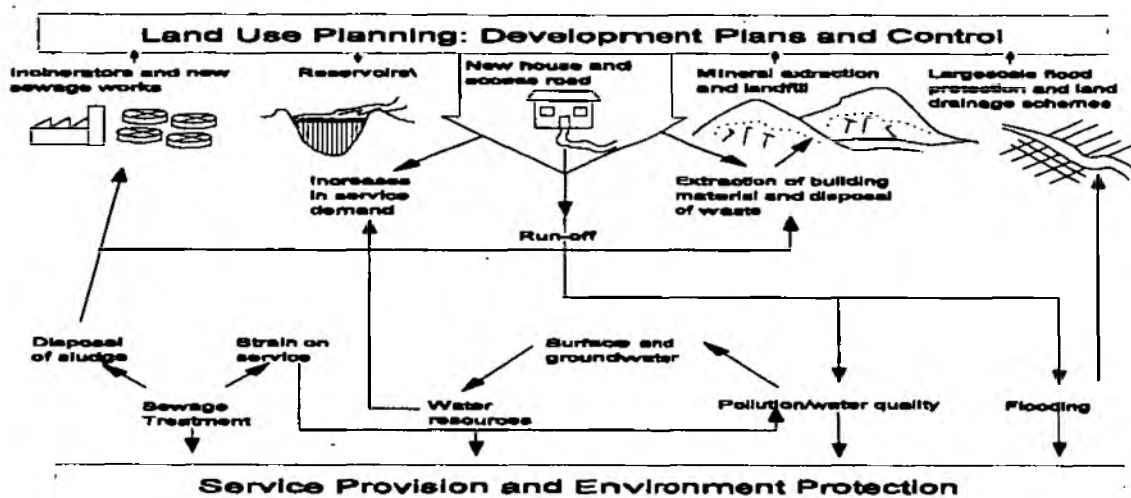 Land Use Planning: Development Plans and Control
Incinerators and new
sewage works
Reservoirs\
New house and
access road
Mineral extraction
and landfill
Largescale flood
protection and land
drainage schemes
Increases
in service
demand
Extraction of building
material and disposal
of waste
Run-off
Disposal
of sludge
Strain on
service
Surface and
groundwater
Sewage
Treatment
Water
resources
Pollution/water quality
Flooding
Service Provision and Environment Protection